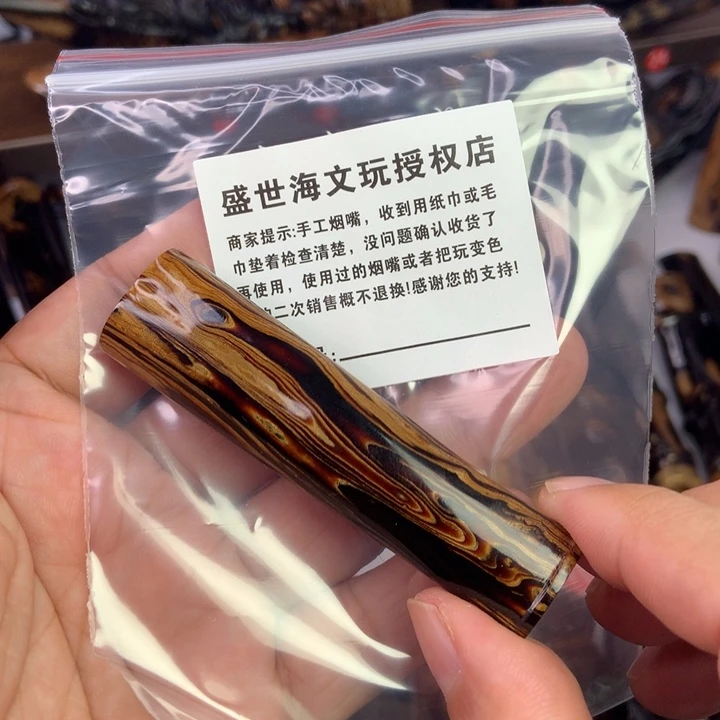 盛世海文玩授权店
商家提示:手工烟嘴，收到用纸巾或毛
巾垫着检查清楚，没问题确认收货了
再使用，使用过的烟嘴或者把玩变色
二次销售概不退换!感谢您的支持!
: